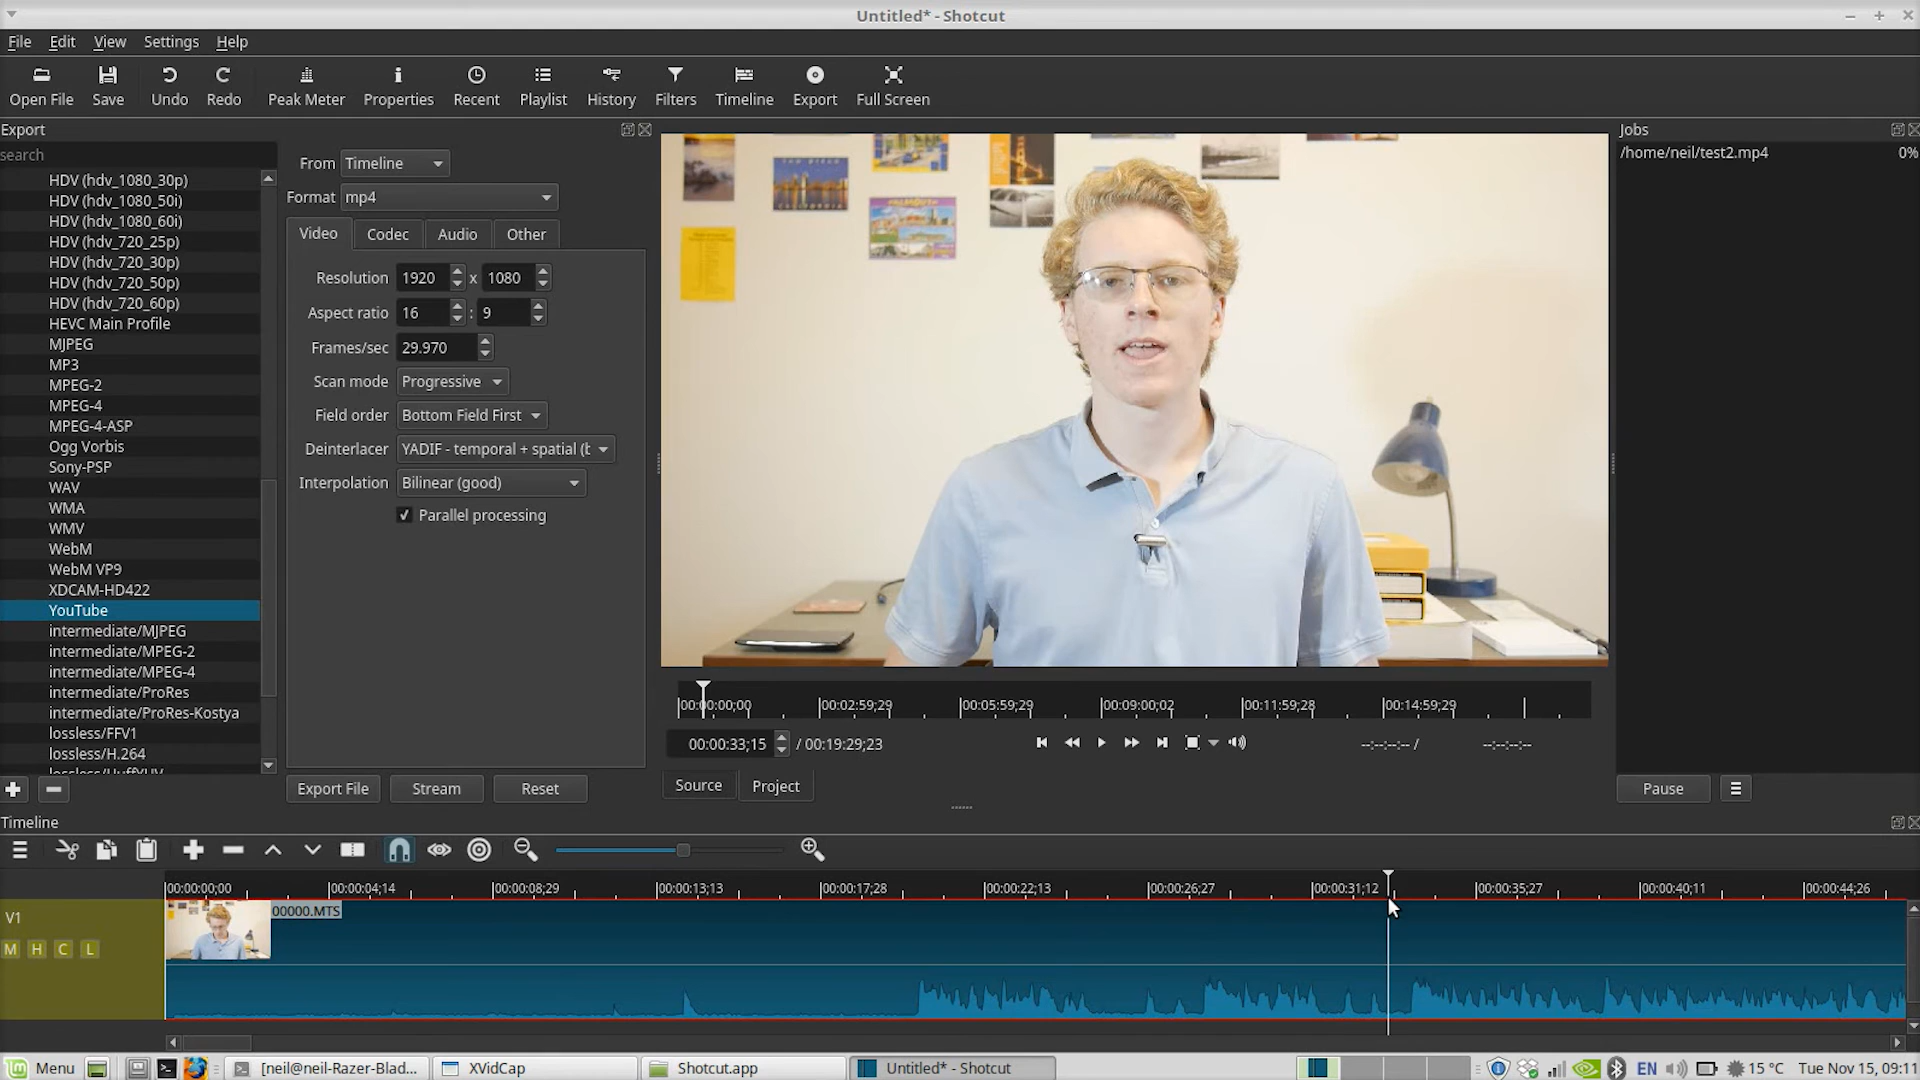 Untitled* - Shotcut
File Edit View Settings Help
Open File Save Undo Redo Peak Meter Properties Recent Playlist History Filters Timeline Export Full Screen
Export
search
HDV (hdv_1080_30p)
HDV (hdv_1080_50i)
HDV (hdv_1080_60i)
HDV (hdv_720_25p)
HDV (hdv_720_30p)
HDV (hdv_720_50p)
HDV (hdv_720_60p)
HEVC Main Profile
MJPEG
MP3
MPEG-2
MPEG-4
MPEG-4-ASP
Ogg Vorbis
Sony-PSP
WAV
WMA
WMV
WebM
WebM VP9
XDCAM-HD422
YouTube
intermediate/MJPEG
intermediate/MPEG-2
intermediate/MPEG-4
intermediate/ProRes
intermediate/ProRes-Kostya
lossless/FFV1
lossless/H.264
From Timeline
Format mp4
Video Codec Audio Other
Resolution 1920 x 1080
Aspect ratio 16 : 9
Frames/sec 29.970
Scan mode Progressive
Field order Bottom Field First
Deinterlacer YADIF - temporal + spatial (b
Interpolation Bilinear (good)
Parallel processing
Export File Stream Reset
00:00:00;00 00:02:59;29 00:05:59;29 00:09:00;02 00:11:59;28 00:14:59;29
00:00:33;15 / 00:19:29;23 --:--:--:-- / --:--:--:--
Source Project
Jobs
/home/neil/test2.mp4 0%
Pause
Timeline
00:00:00;00 00:00:04;14 00:00:08;29 00:00:13;13 00:00:17;28 00:00:22;13 00:00:26;27 00:00:31;12 00:00:35;27 00:00:40;11 00:00:44;26
V1
00000.MTS
M H C L
Menu [neil@neil-Razer-Blad... XVidCap Shotcut.app Untitled* - Shotcut EN 15 °C Tue Nov 15, 09:11